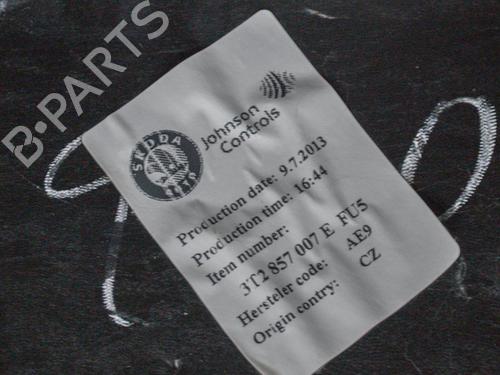 B-PARTS
SKODA
AUTO
Johnson
Controls
Production date: 9.7.2013
Production time: 16:44
Item number:
3T2 857 007 E FU5
Hersteler code: AE9
Origin contry: CZ